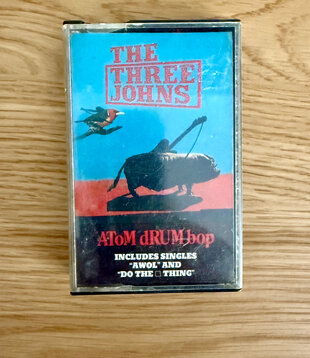 THE
THREE
JOHNS
AToM dRUM bop
INCLUDES SINGLES
"AWOL" AND
"DO THE □ THING"